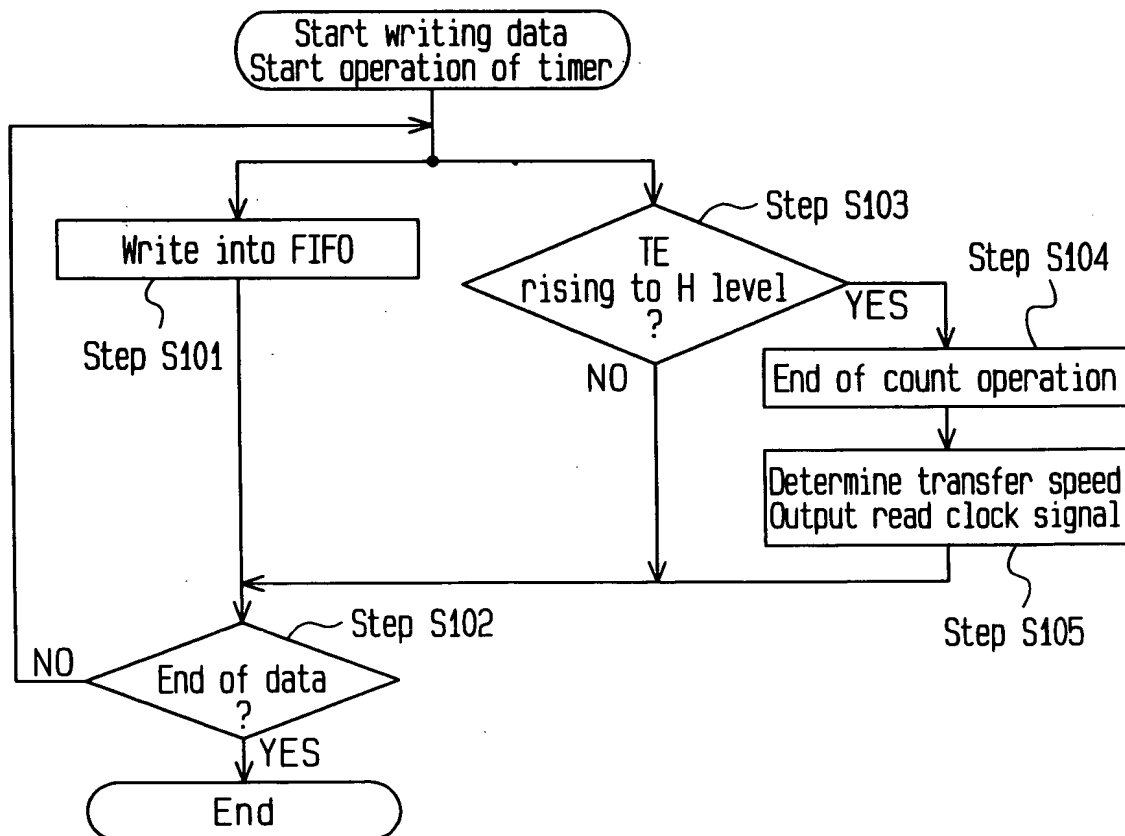 Start writing data
Start operation of timer
Step S103
Write into FIFO
TE
rising to H level
?
Step S104
YES
Step S101
NO
End of count operation
Determine transfer speed
Output read clock signal
Step S102
Step S105
NO
End of data
?
YES
End